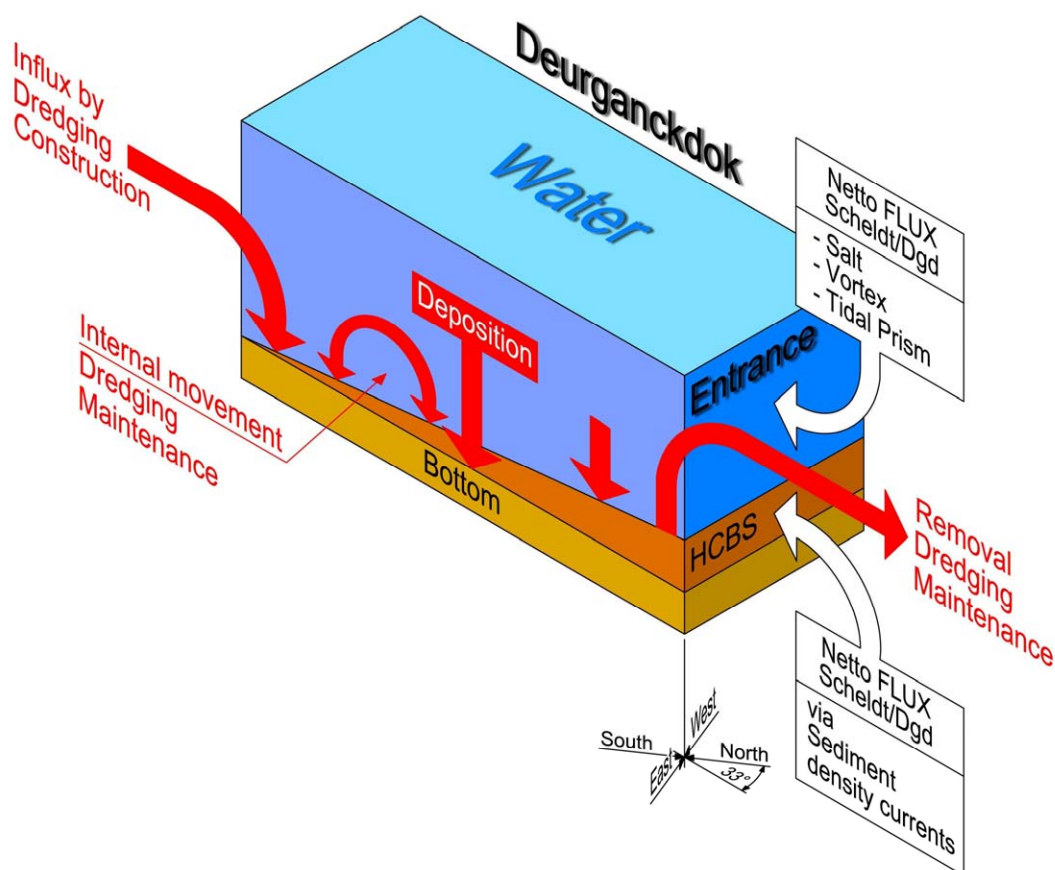 Deurganckdok
Influx by
Dredging
Construction
Water
Netto FLUX
Scheldt/Dgd
- Salt
- Vortex
- Tidal Prism
Deposition
Entrance
Internal movement
Dredging
Maintenance
Bottom
HCBS
Removal
Dredging
Maintenance
Netto FLUX
Scheldt/Dgd
via
Sediment
density currents
West
South
North
East
33°